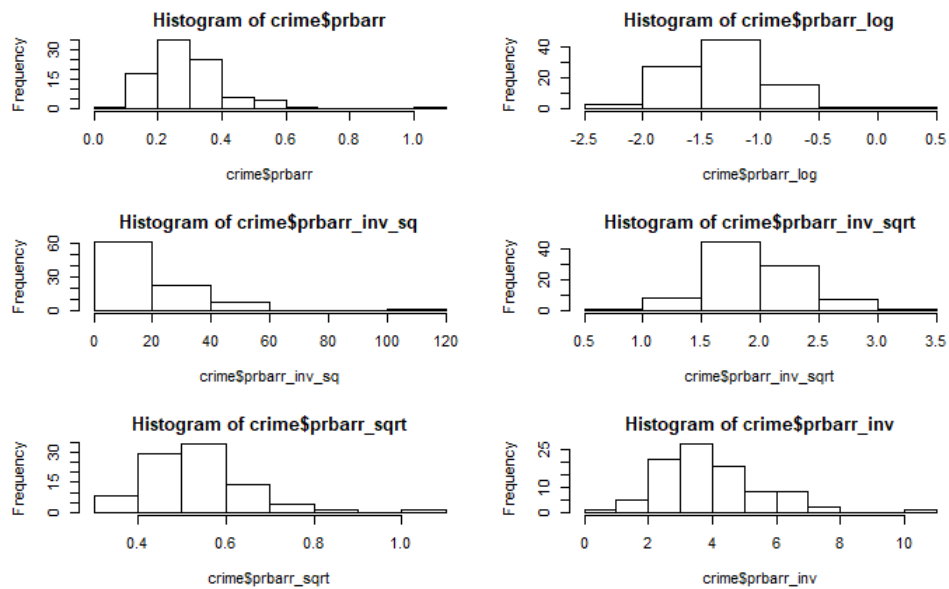 Histogram of crime$prbarr
Frequency
0 15 30
0.0 0.2 0.4 0.6 0.8 1.0
crime$prbarr
Histogram of crime$prbarr_log
Frequency
0 20 40
-2.5 -2.0 -1.5 -1.0 -0.5 0.0 0.5
crime$prbarr_log
Histogram of crime$prbarr_inv_sq
Frequency
0 30 60
0 20 40 60 80 100 120
crime$prbarr_inv_sq
Histogram of crime$prbarr_inv_sqrt
Frequency
0 20 40
0.5 1.0 1.5 2.0 2.5 3.0 3.5
crime$prbarr_inv_sqrt
Histogram of crime$prbarr_sqrt
Frequency
0 15 30
0.4 0.6 0.8 1.0
crime$prbarr_sqrt
Histogram of crime$prbarr_inv
Frequency
0 10 25
0 2 4 6 8 10
crime$prbarr_inv